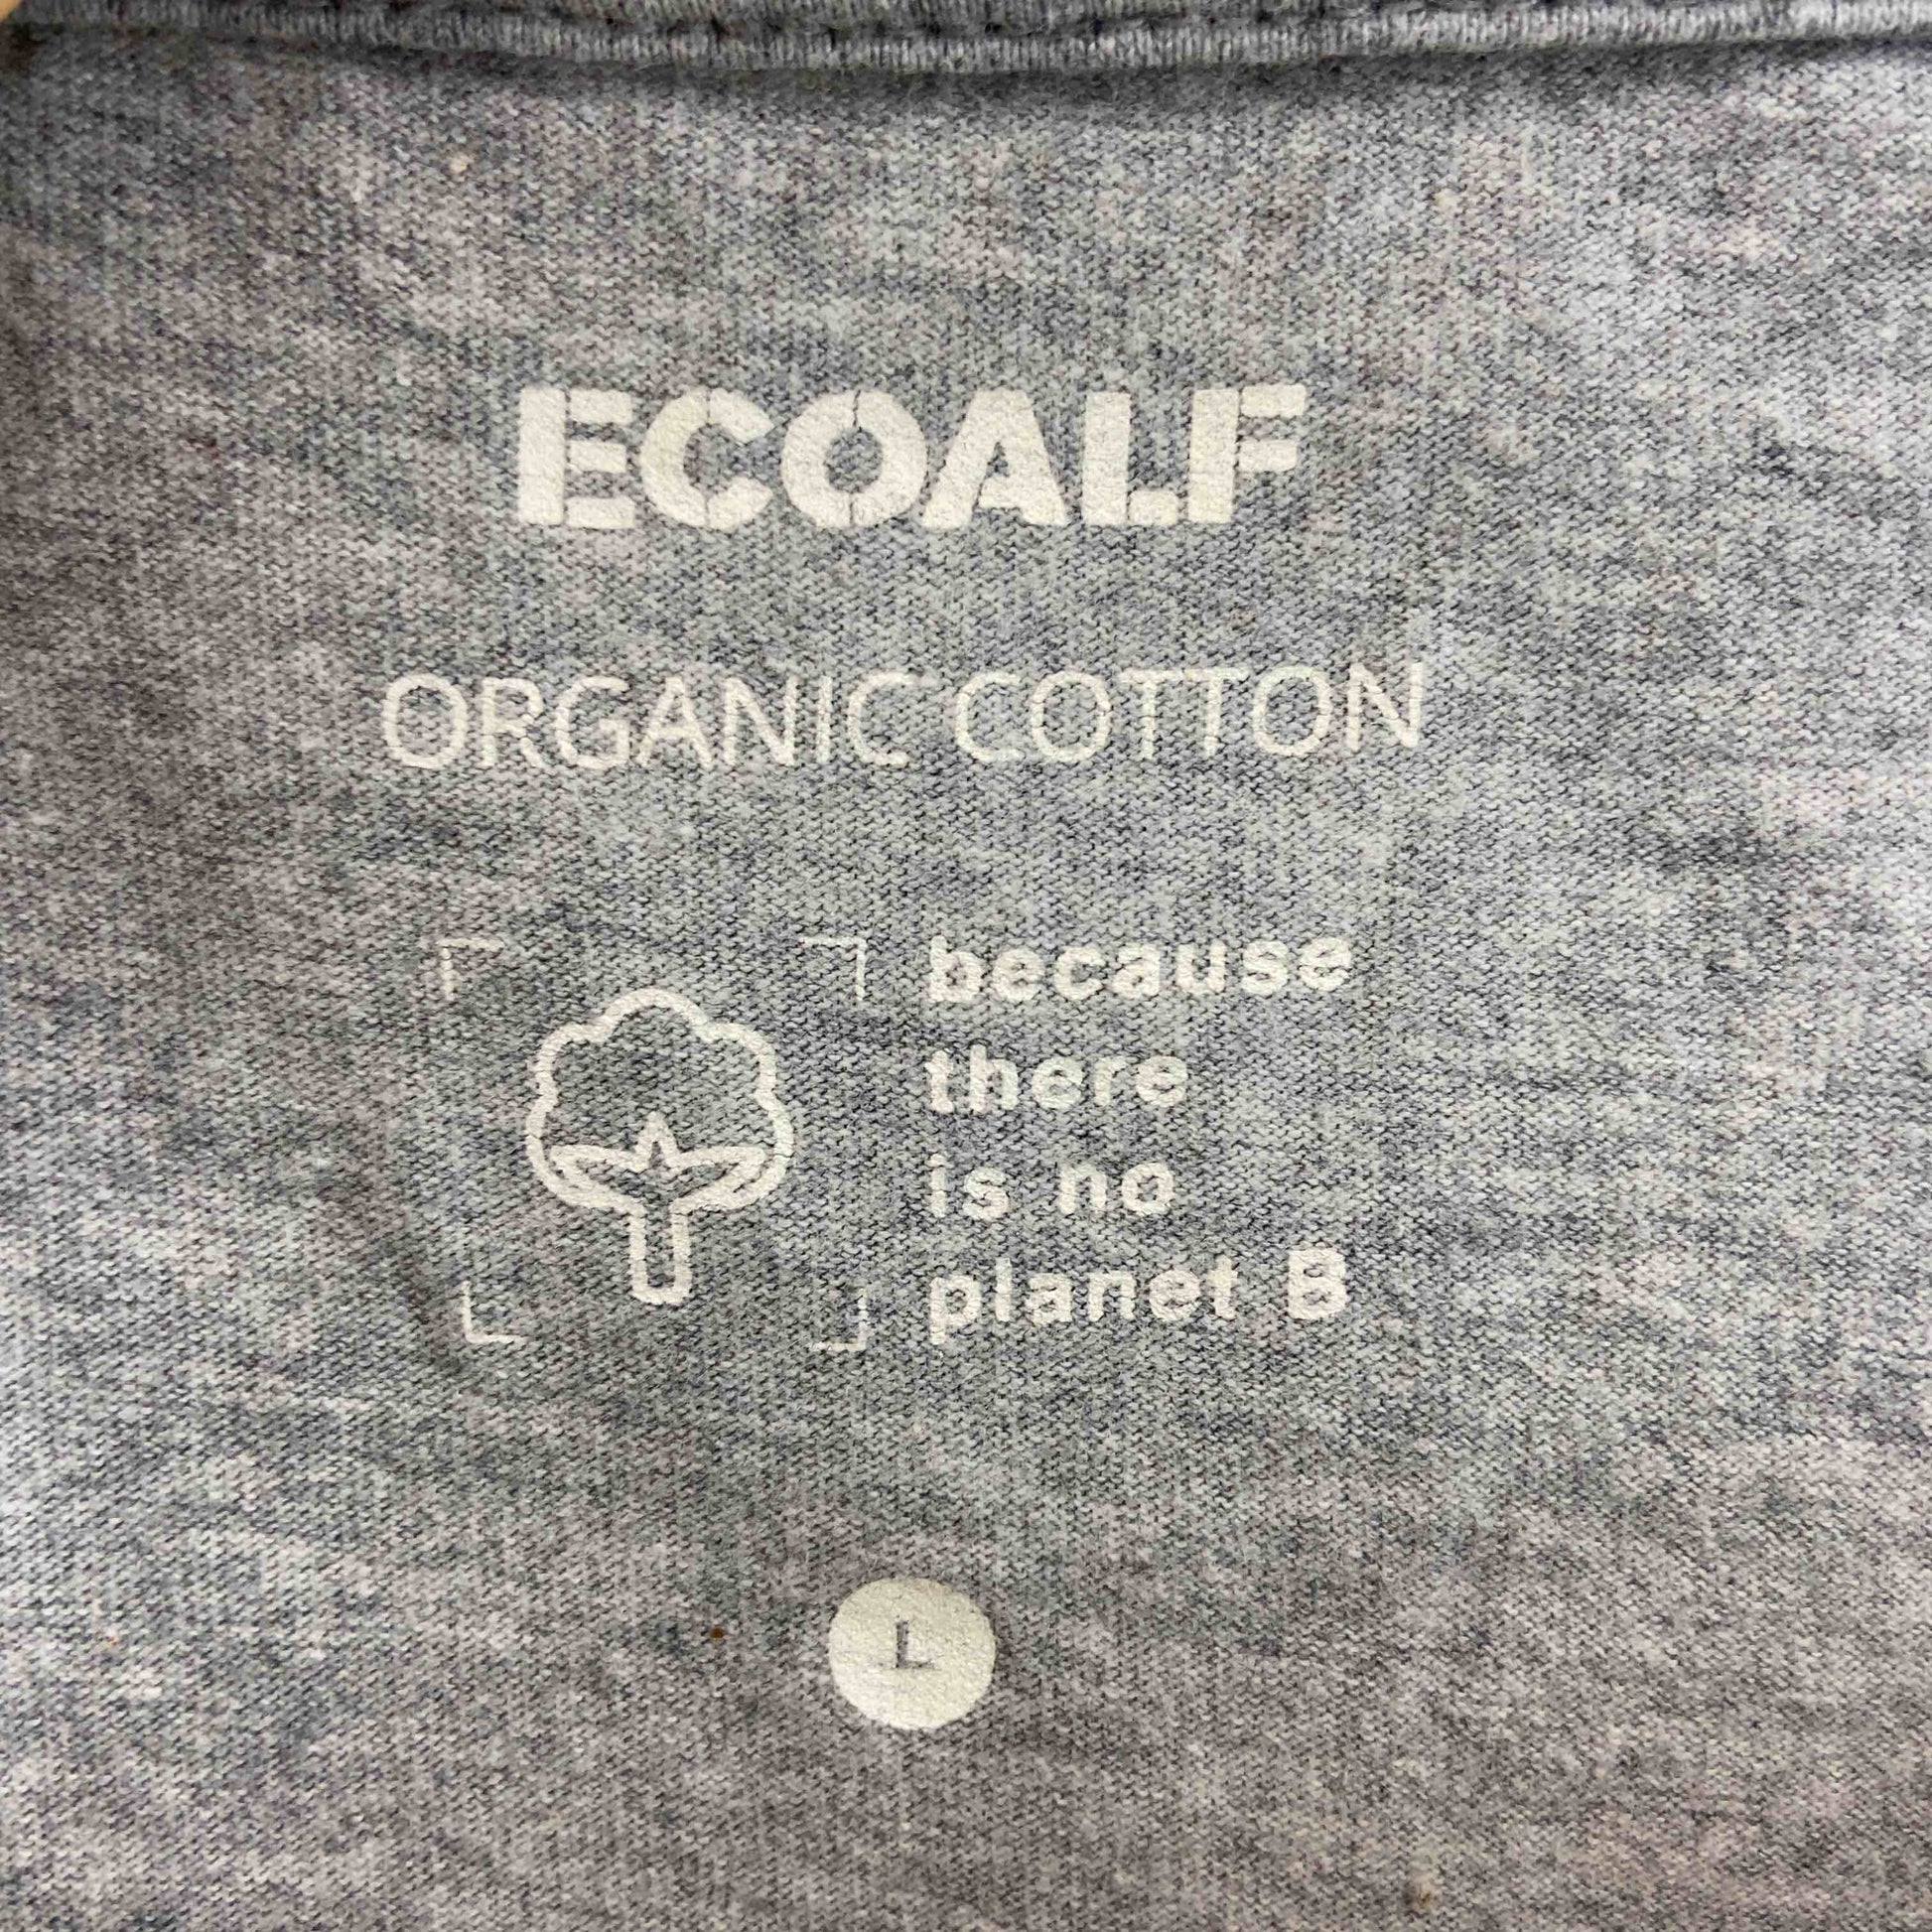 ECOALF
ORGANIC COTTON
because
there
is no
planet B
L